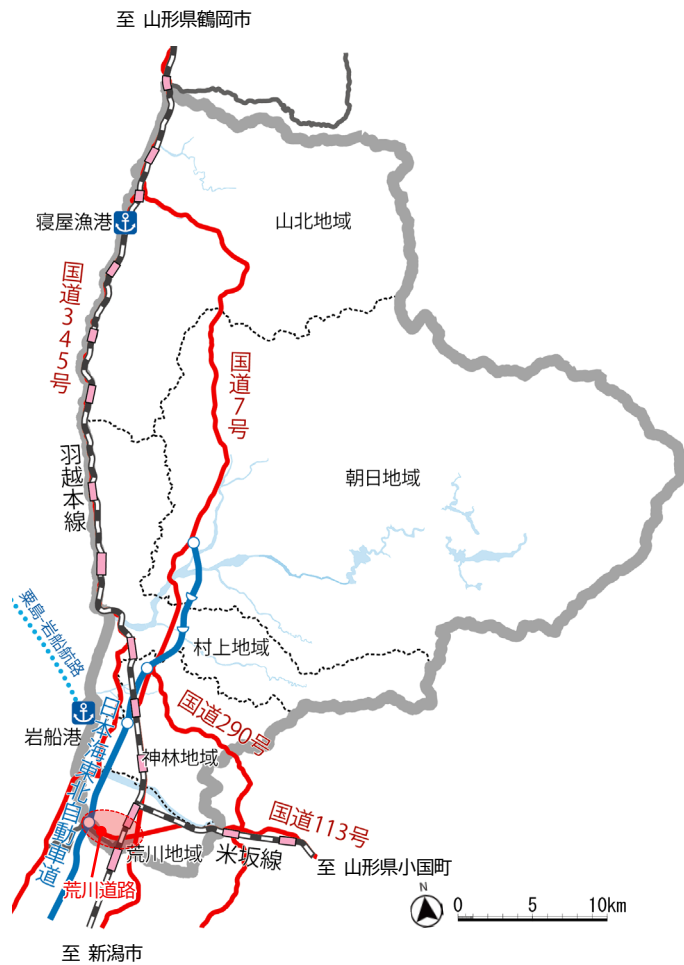 至 山形県鶴岡市
山北地域
寝屋漁港
国道345号
国道7号
羽越本線
朝日地域
粟島・岩船航路
村上地域
国道290号
岩船港
日本海東北自動車道
神林地域
国道113号
荒川地域
米坂線
至 山形県小国町
荒川道路
N
0 5 10km
至 新潟市